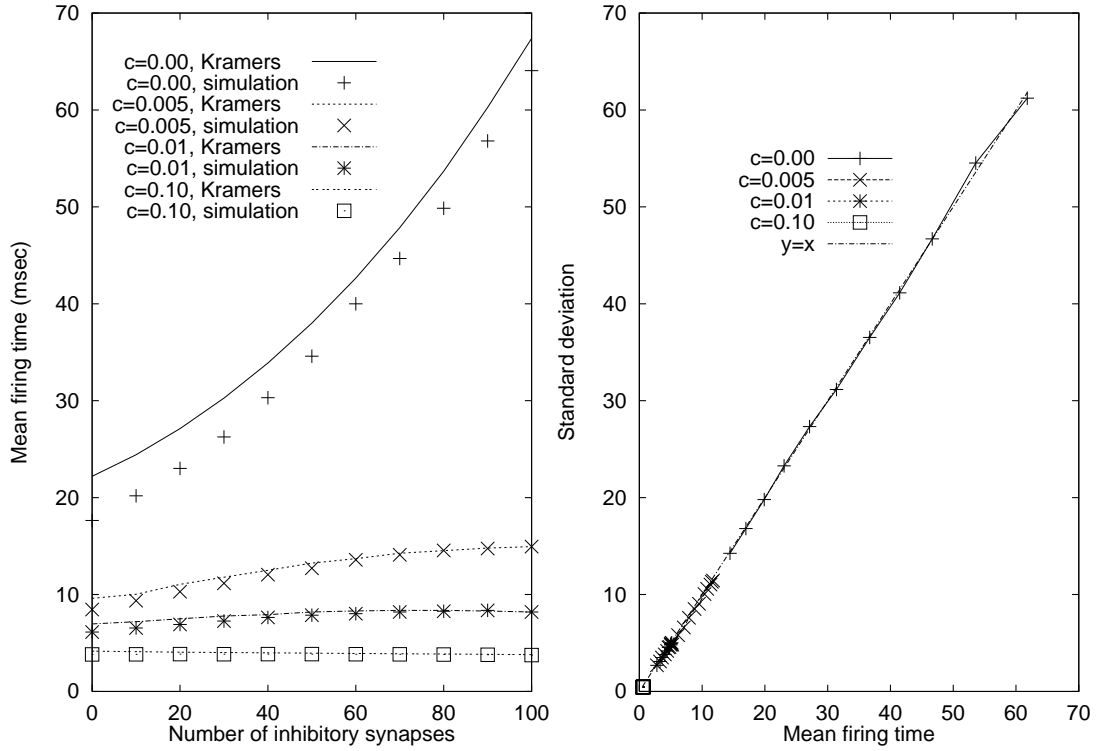 70
60
50
40
30
20
10
0
Mean firing time (msec)
c=0.00, Kramers
c=0.00, simulation
c=0.005, Kramers
c=0.005, simulation
c=0.01, Kramers
c=0.01, simulation
c=0.10, Kramers
c=0.10, simulation
0 20 40 60 80 100
Number of inhibitory synapses
70
60
50
40
30
20
10
0
Standard deviation
c=0.00
c=0.005
c=0.01
c=0.10
y=x
0 10 20 30 40 50 60 70
Mean firing time